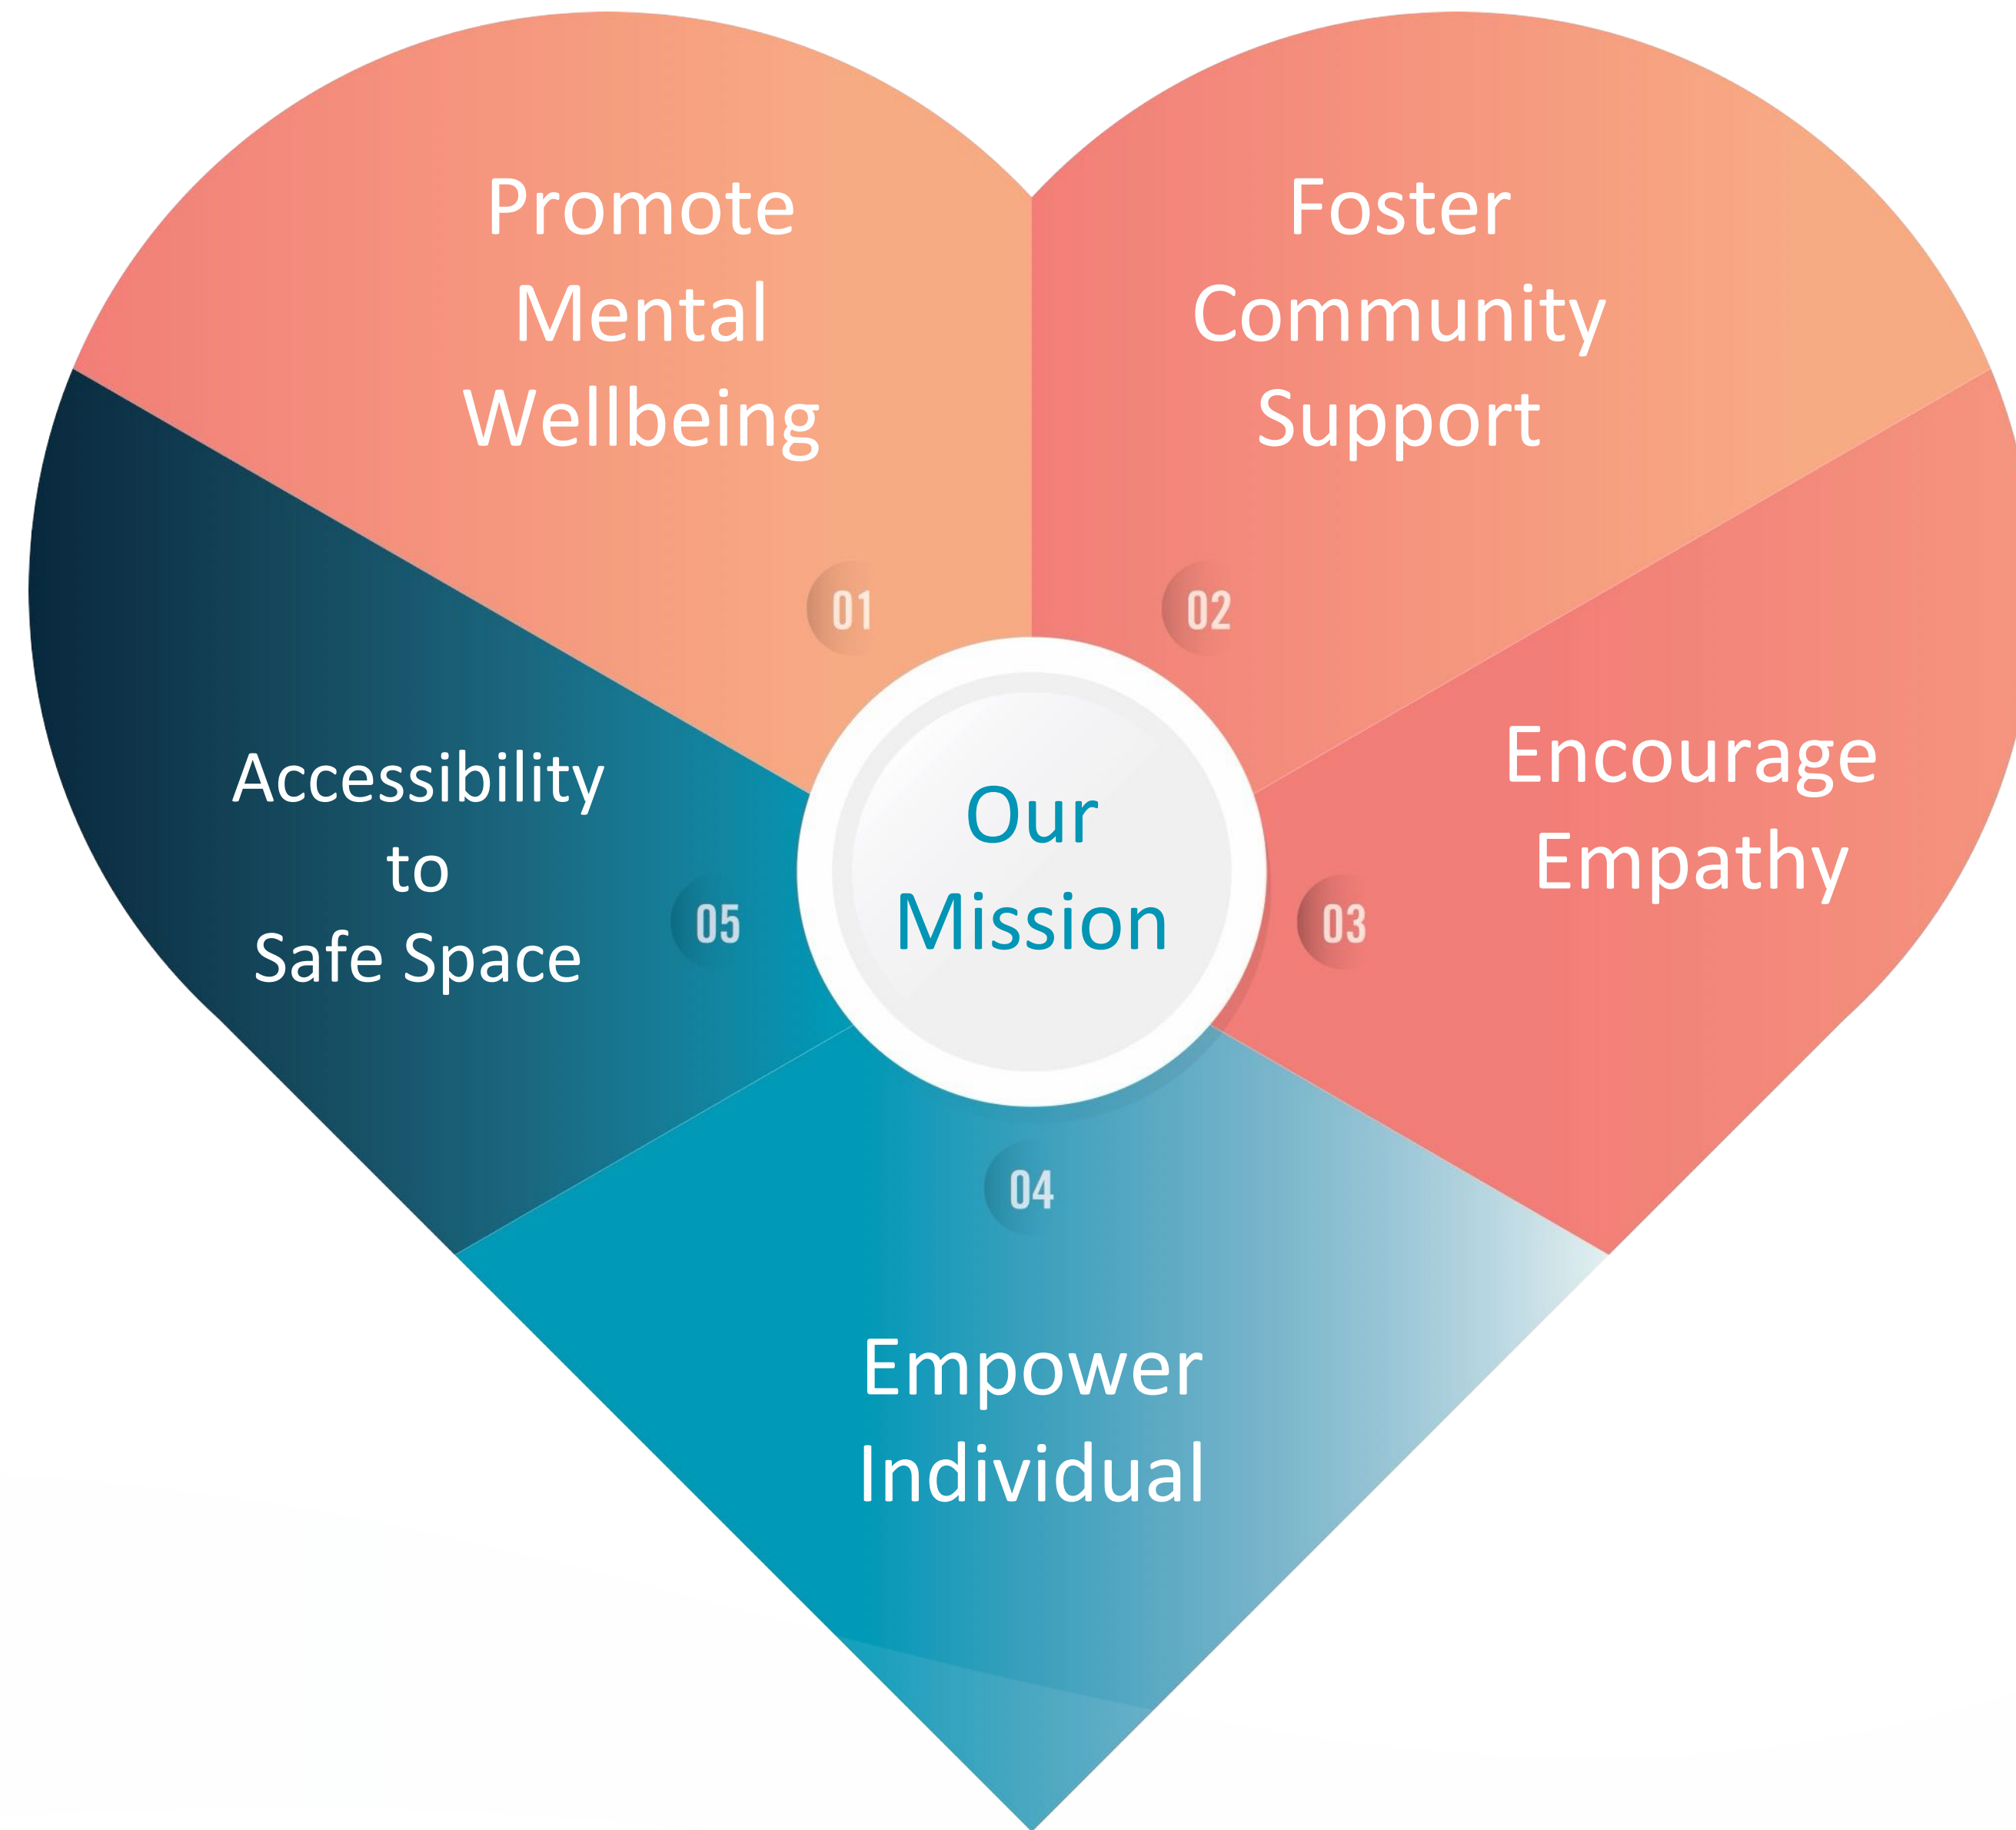 Promote
Mental
Wellbeing
01
Foster
Community
Support
02
Encourage
Empathy
03
Empower
Individual
04
Accessibility
to
Safe Space
05
Our
Mission